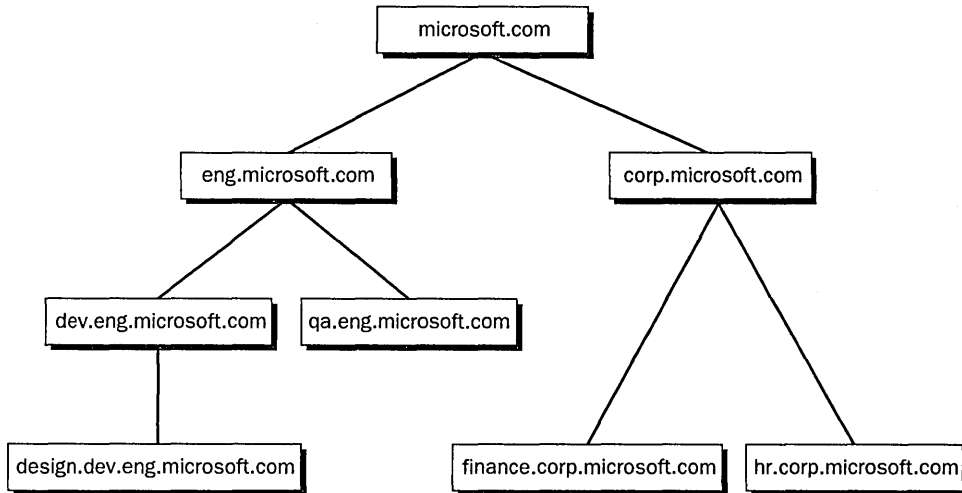 microsoft.com
eng.microsoft.com
corp.microsoft.com
dev.eng.microsoft.com
qa.eng.microsoft.com
design.dev.eng.microsoft.com
finance.corp.microsoft.com
hr.corp.microsoft.com